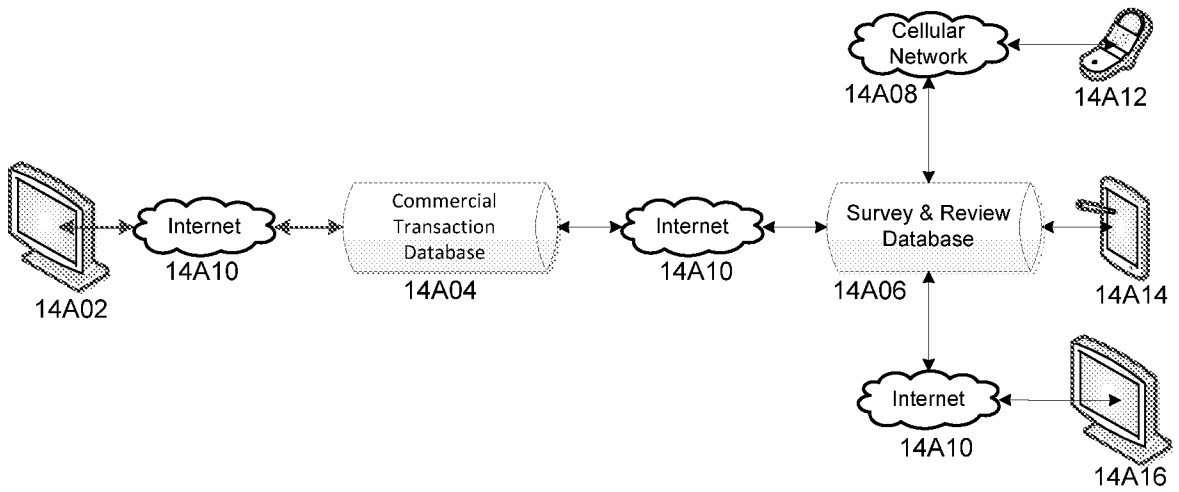 Cellular
Network
14A08
14A12
Internet
14A10
14A02
Commercial
Transaction
Database
14A04
Internet
14A10
Survey & Review
Database
14A06
14A14
Internet
14A10
14A16